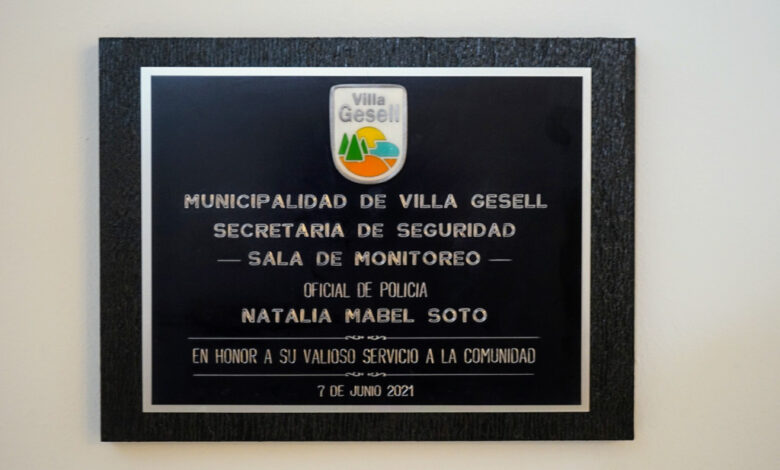 Villa
Gesell
MUNICIPALIDAD DE VILLA GESELL
SECRETARIA DE SEGURIDAD
— SALA DE MONITOREO —
OFICIAL DE POLICIA
NATALIA MABEL SOTO
EN HONOR A SU VALIOSO SERVICIO A LA COMUNIDAD
7 DE JUNIO 2021